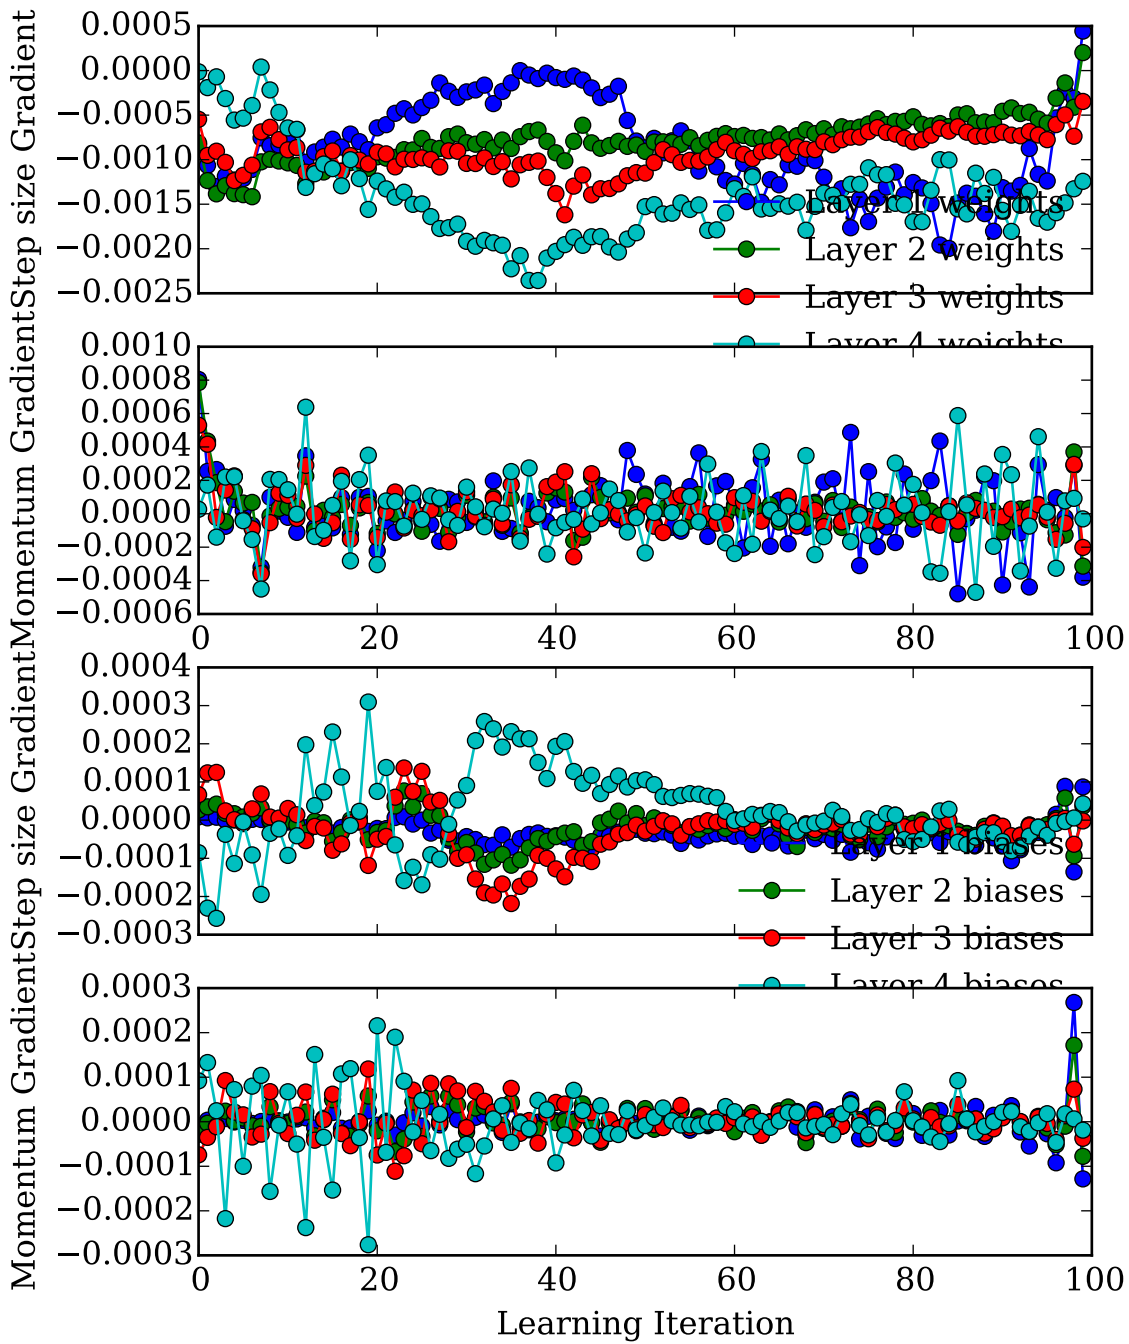 Step size Gradient
0.0005
0.0000
−0.0005
−0.0010
−0.0015
−0.0020
−0.0025
Layer 1 weights
Layer 2 weights
Layer 3 weights
Layer 4 weights
Momentum Gradient
0.0010
0.0008
0.0006
0.0004
0.0002
0.0000
−0.0002
−0.0004
−0.0006
0 20 40 60 80 100
Step size Gradient
0.0004
0.0003
0.0002
0.0001
0.0000
−0.0001
−0.0002
−0.0003
Layer 1 biases
Layer 2 biases
Layer 3 biases
Layer 4 biases
Momentum Gradient
0.0003
0.0002
0.0001
0.0000
−0.0001
−0.0002
−0.0003
0 20 40 60 80 100
Learning Iteration